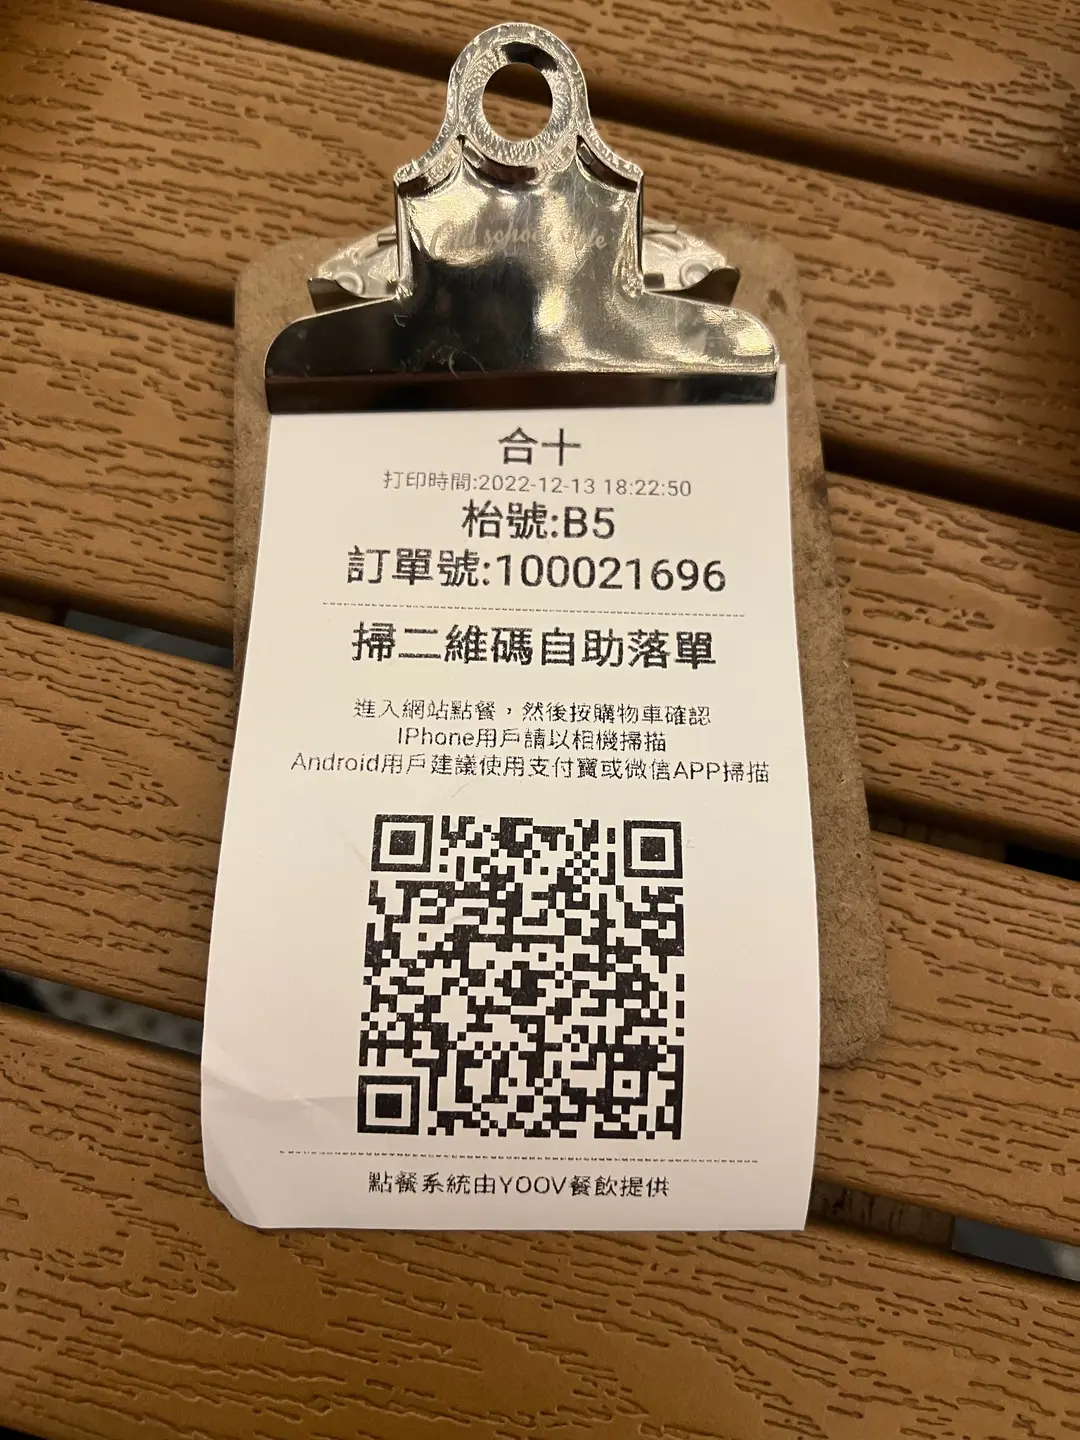 Old school style
合十
打印時間:2022-12-13 18:22:50
枱號:B5
訂單號:100021696
掃二維碼自助落單
進入網站點餐，然後按購物車確認
IPhone用戶請以相機掃描
Android用戶建議使用支付寶或微信APP掃描
點餐系統由YOOV餐飲提供